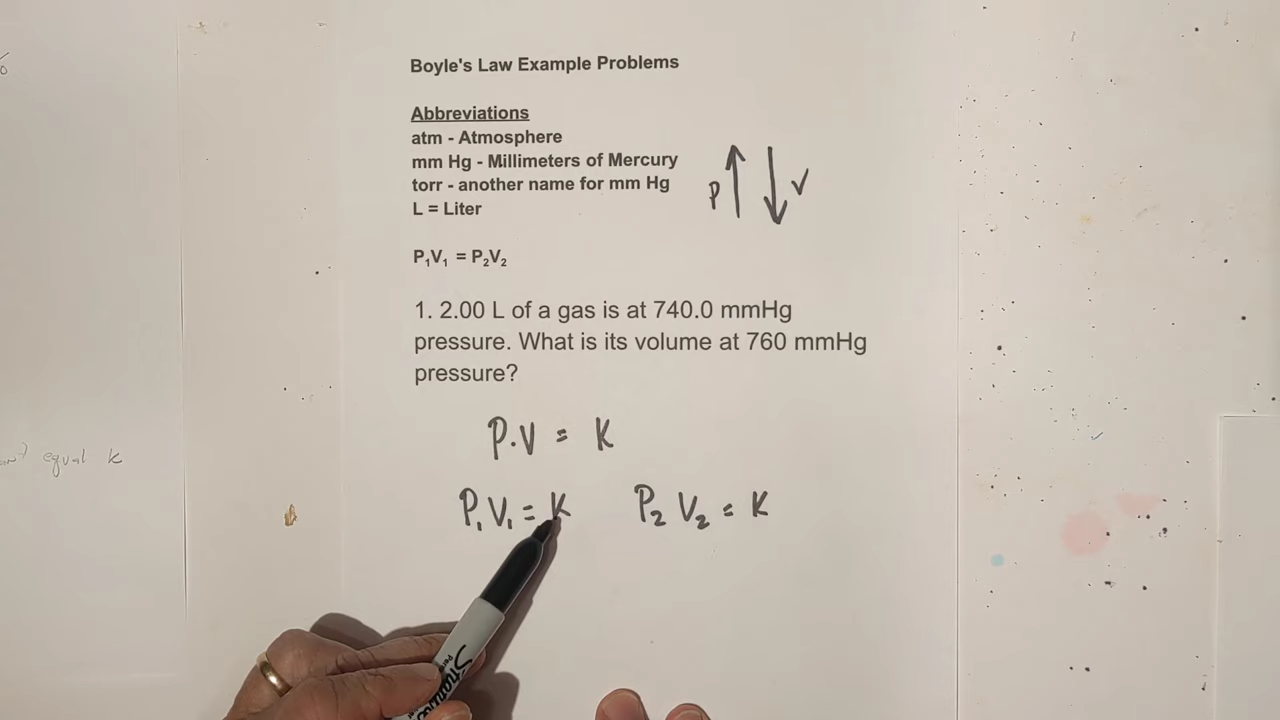 Boyle's Law Example Problems
Abbreviations
atm - Atmosphere
mm Hg - Millimeters of Mercury
torr - another name for mm Hg
L = Liter
P ↑ ↓ V
P₁V₁ = P₂V₂
1. 2.00 L of a gas is at 740.0 mmHg
pressure. What is its volume at 760 mmHg
pressure?
P·V = K
P₁V₁ = K P₂ V₂ = K
equal k